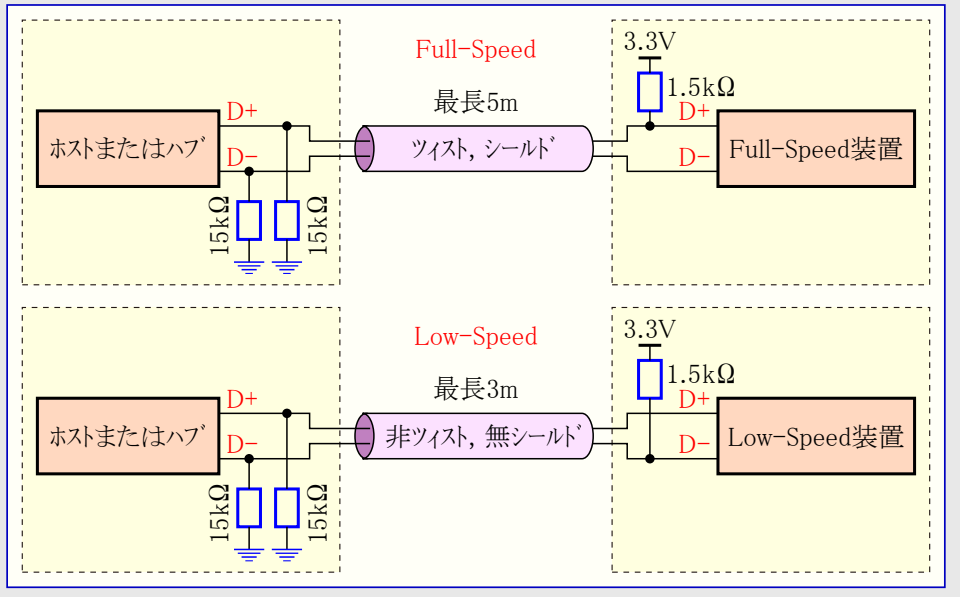 Full-Speed
最長5m
3.3V
1.5kΩ
D+
D+
ホストまたはハブ
ツイスト, シールド
Full-Speed装置
D−
D−
15kΩ
15kΩ
Low-Speed
最長3m
3.3V
1.5kΩ
D+
D+
ホストまたはハブ
非ツイスト, 無シールド
Low-Speed装置
D−
D−
15kΩ
15kΩ